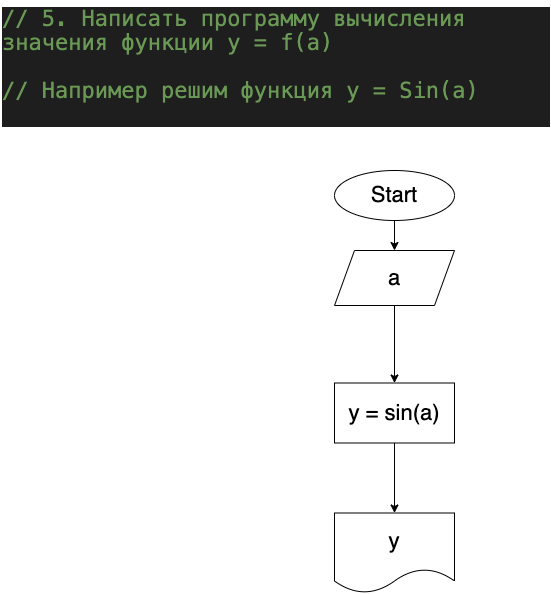 // 5. Написать программу вычисления
значения функции y = f(a)
// Например решим функция y = Sin(a)
Start
a
y = sin(a)
y